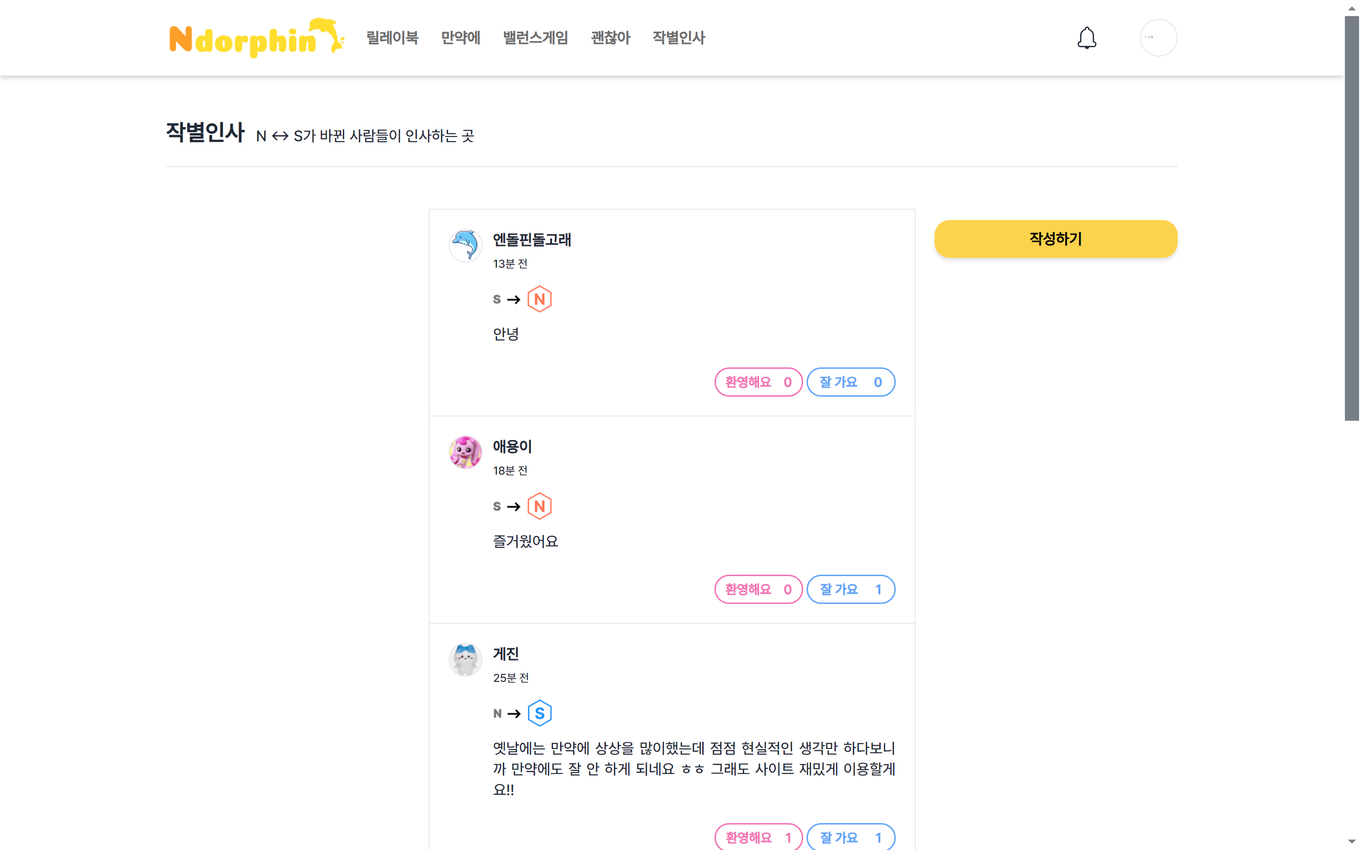 Ndorphin
릴레이북 만약에 밸런스게임 괜찮아 작별인사
작별인사 N ↔ S가 바뀐 사람들이 인사하는 곳
작성하기
엔돌핀돌고래
13분 전
S → N
안녕
환영해요 0 잘 가요 0
애용이
18분 전
S → N
즐거웠어요
환영해요 0 잘 가요 1
게진
25분 전
N → S
옛날에는 만약에 상상을 많이했는데 점점 현실적인 생각만 하다보니
까 만약에도 잘 안 하게 되네요 ㅎㅎ 그래도 사이트 재밌게 이용할게
요!!
환영해요 1 잘 가요 1